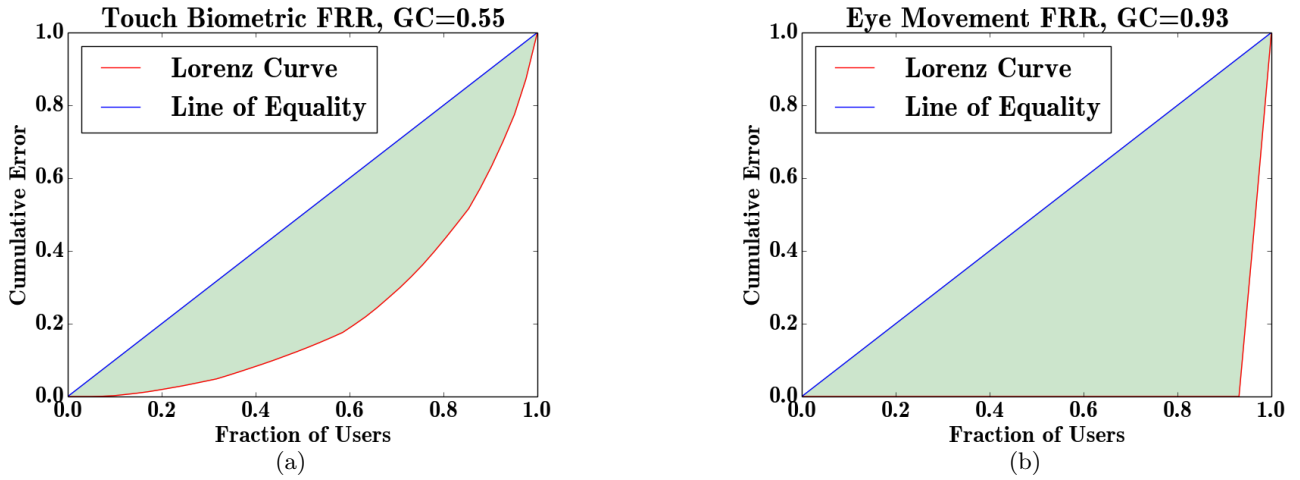 Touch Biometric FRR, GC=0.55
1.0
0.8
0.6
0.4
0.2
0.0
Cumulative Error
Lorenz Curve
Line of Equality
0.0 0.2 0.4 0.6 0.8 1.0
Fraction of Users
(a)
Eye Movement FRR, GC=0.93
1.0
0.8
0.6
0.4
0.2
0.0
Cumulative Error
Lorenz Curve
Line of Equality
0.0 0.2 0.4 0.6 0.8 1.0
Fraction of Users
(b)